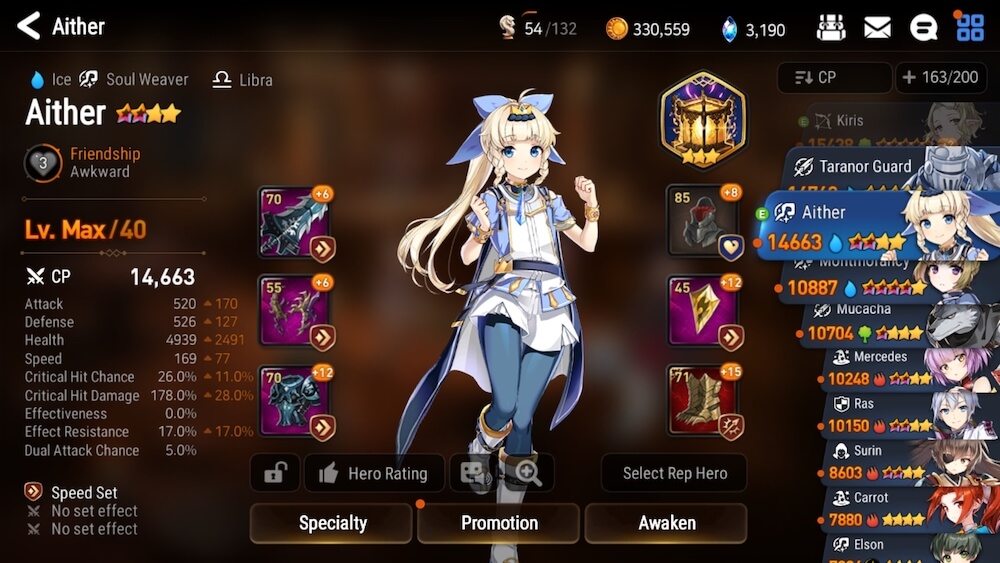 Aither
54/132
330,559
3,190
Ice Soul Weaver Libra
Aither
3 Friendship
Awkward
Lv. Max/40
CP 14,663
Attack 520 170
Defense 526 127
Health 4939 2491
Speed 169 77
Critical Hit Chance 26.0% 11.0%
Critical Hit Damage 178.0% 28.0%
Effectiveness 0.0%
Effect Resistance 17.0% 17.0%
Dual Attack Chance 5.0%
Speed Set
No set effect
No set effect
70 +6
55 +6
70 +12
85 +8
45 +12
71 +15
Hero Rating
Select Rep Hero
Specialty
Promotion
Awaken
CP
+ 163/200
Kiris
Taranor Guard
E Aither
14663
Montmorancy
10887
Mucacha
10704
Mercedes
10248
Ras
10150
Surin
8603
Carrot
7880
Elson